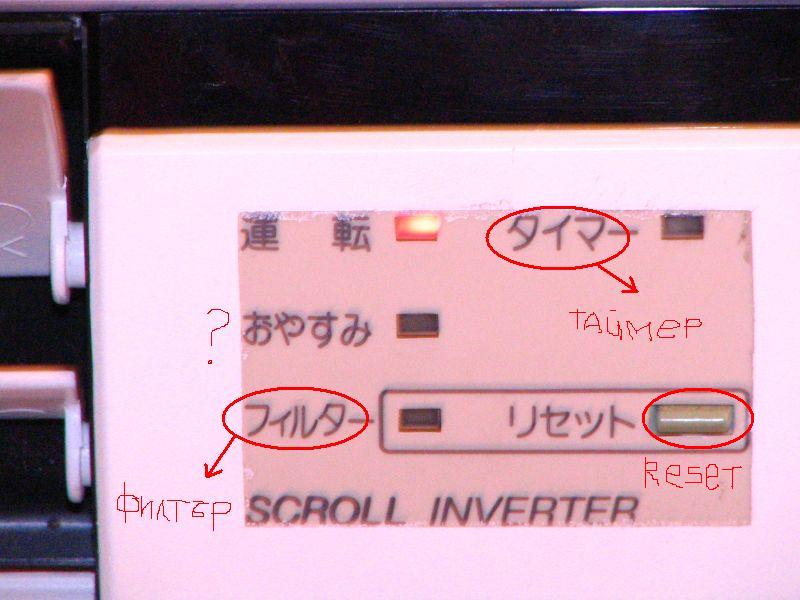 運転 タイマー
? おやすみ
таймер
フィルター リセット
Reset
филтер
SCROLL INVERTER